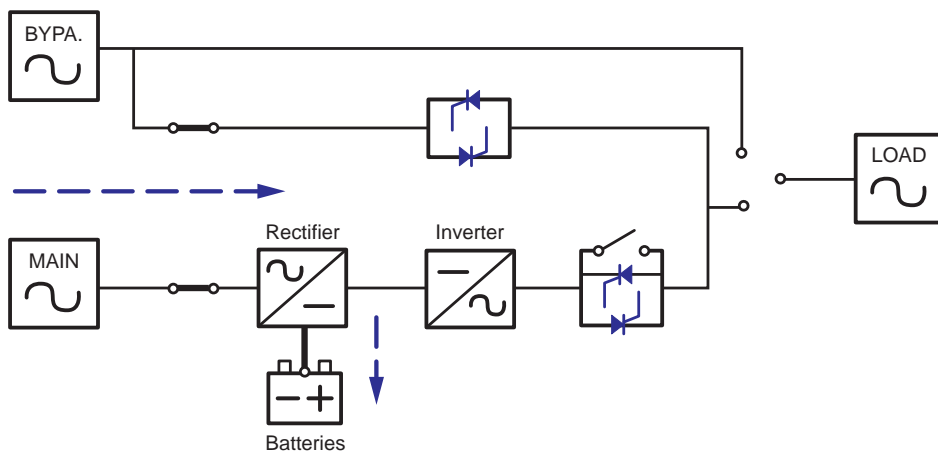 BYPA.
LOAD
Rectifier
Inverter
MAIN
Batteries